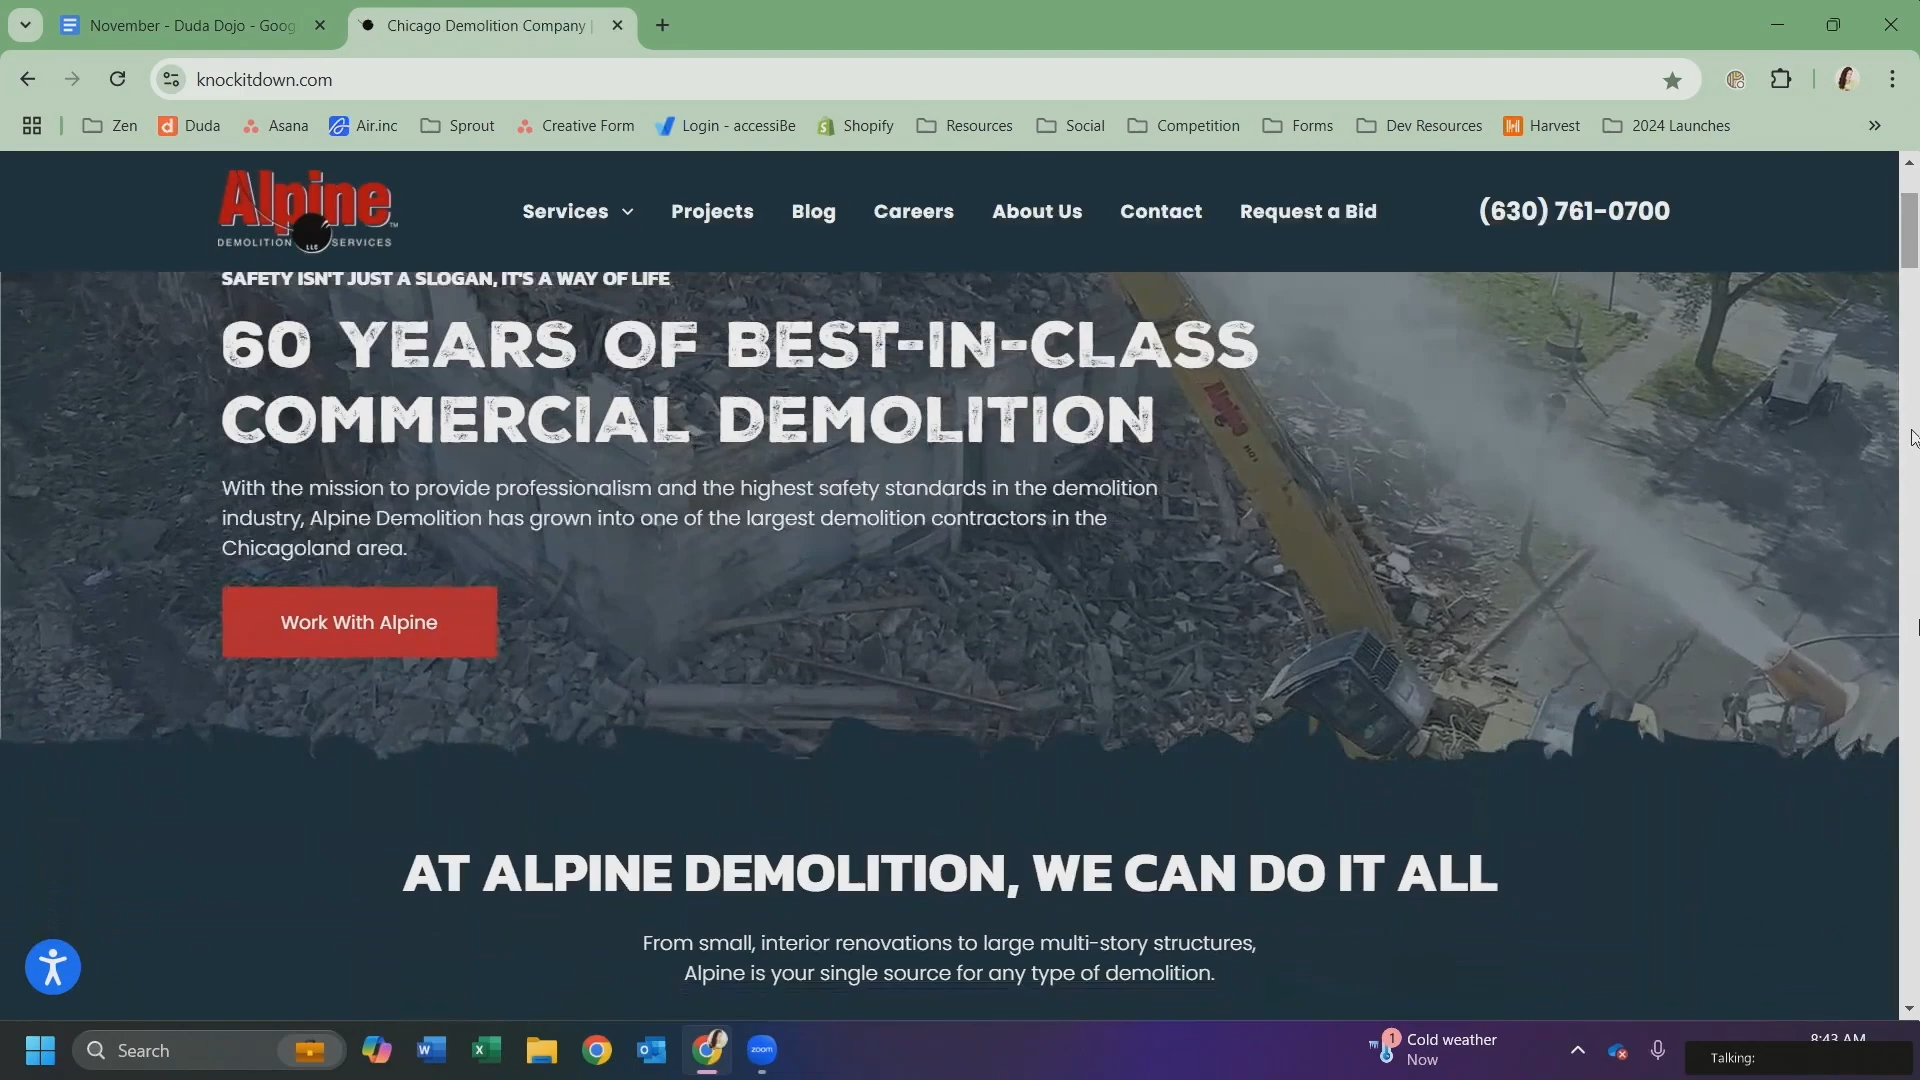 November - Duda Dojo - Goog
Chicago Demolition Company |
knockitdown.com
Zen
Duda
Asana
Air.inc
Sprout
Creative Form
Login - accessiBe
Shopify
Resources
Social
Competition
Forms
Dev Resources
Harvest
2024 Launches
Alpine
DEMOLITION LLC SERVICES
Services
Projects
Blog
Careers
About Us
Contact
Request a Bid
(630) 761-0700
SAFETY ISN'T JUST A SLOGAN, IT'S A WAY OF LIFE
60 YEARS OF BEST-IN-CLASS
COMMERCIAL DEMOLITION
With the mission to provide professionalism and the highest safety standards in the demolition
industry, Alpine Demolition has grown into one of the largest demolition contractors in the
Chicagoland area.
Work With Alpine
Alpine
AT ALPINE DEMOLITION, WE CAN DO IT ALL
From small, interior renovations to large multi-story structures,
Alpine is your single source for any type of demolition.
Search
zoom
1
Cold weather
Now
8:43 AM
Talking: